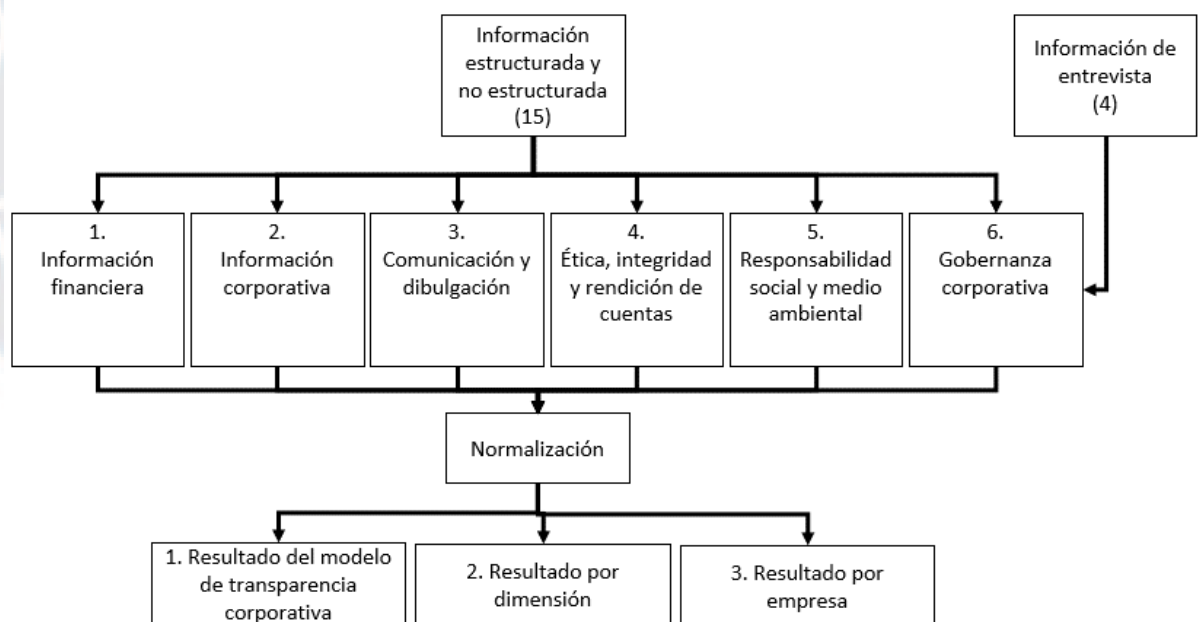 Información
estructurada y
no estructurada
(15)
Información de
entrevista
(4)
1.
Información
financiera
2.
Información
corporativa
3.
Comunicación y
dibulgación
4.
Ética, integridad
y rendición de
cuentas
5.
Responsabilidad
social y medio
ambiental
6.
Gobernanza
corporativa
Normalización
1. Resultado del modelo
de transparencia
corporativa
2. Resultado por
dimensión
3. Resultado por
empresa